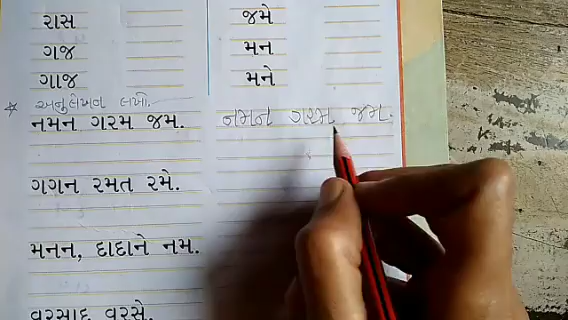 રાસ
જમે
ગજ
મન
ગાજ
મને
અનુલેખન લખો.
નમન ગરમ જમ.
નમન ગરમ જમ.
ગગન રમત રમે.
મનન, દાદાને નમ.
વરસાદ વરસે.